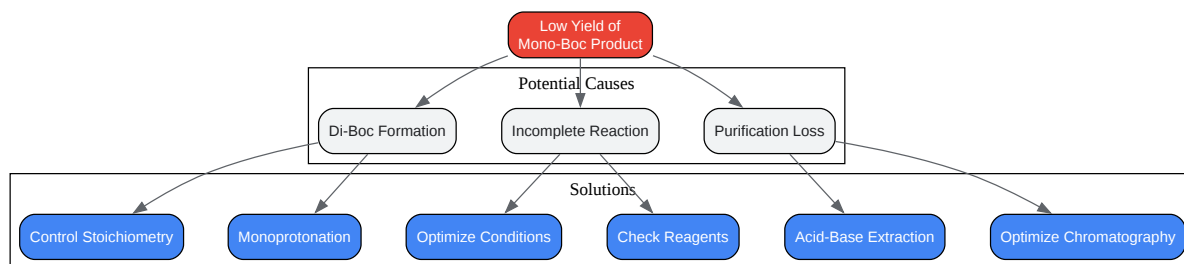 Low Yield of
Mono-Boc Product
Potential Causes
Di-Boc Formation
Incomplete Reaction
Purification Loss
Solutions
Control Stoichiometry
Monoprotonation
Optimize Conditions
Check Reagents
Acid-Base Extraction
Optimize Chromatography